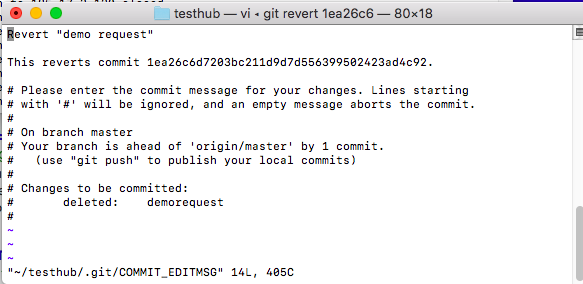 testhub — vi ◂ git revert 1ea26c6 — 80×18
Revert "demo request"
This reverts commit 1ea26c6d7203bc211d9d7d556399502423ad4c92.
# Please enter the commit message for your changes. Lines starting
# with '#' will be ignored, and an empty message aborts the commit.
#
# On branch master
# Your branch is ahead of 'origin/master' by 1 commit.
#   (use "git push" to publish your local commits)
#
# Changes to be committed:
#       deleted:    demorequest
#
~
~
~
"~/testhub/.git/COMMIT_EDITMSG" 14L, 405C